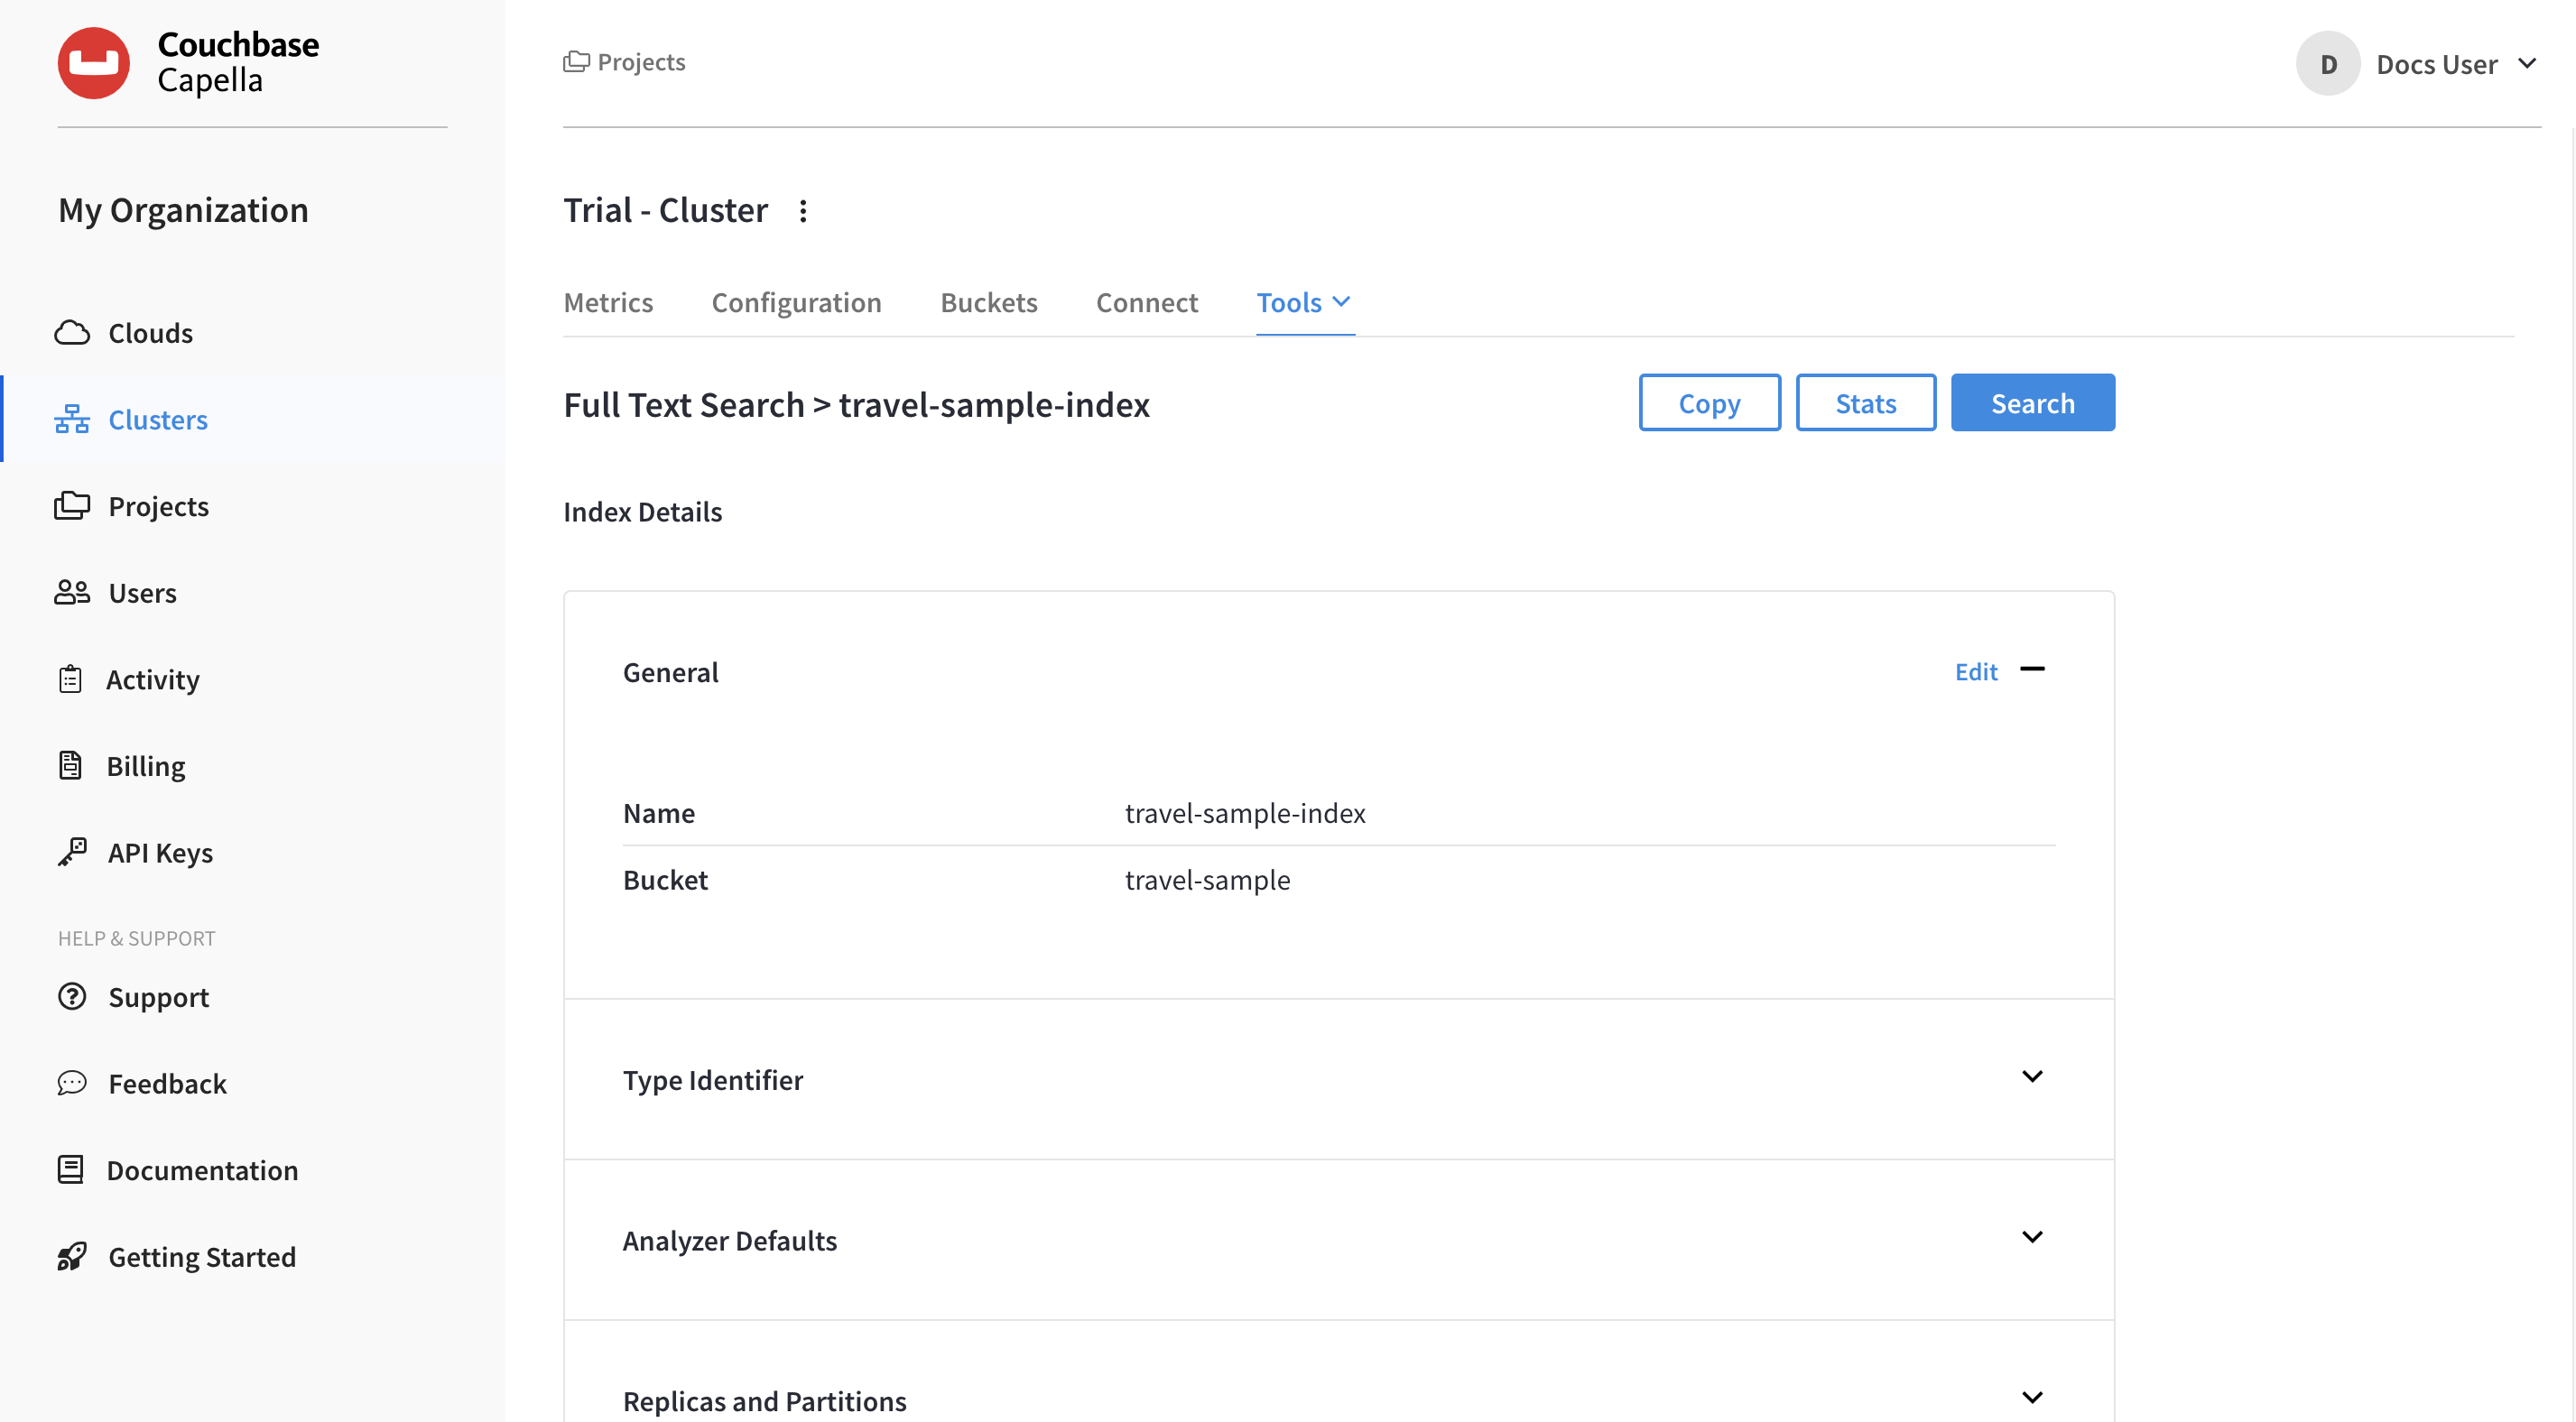 Couchbase
Capella
My Organization
Clouds
Clusters
Projects
Users
Activity
Billing
API Keys
HELP & SUPPORT
Support
Feedback
Documentation
Getting Started
Projects
D Docs User
Trial - Cluster
Metrics Configuration Buckets Connect Tools
Full Text Search > travel-sample-index Copy Stats Search
Index Details
General Edit
Name travel-sample-index
Bucket travel-sample
Type Identifier
Analyzer Defaults
Replicas and Partitions